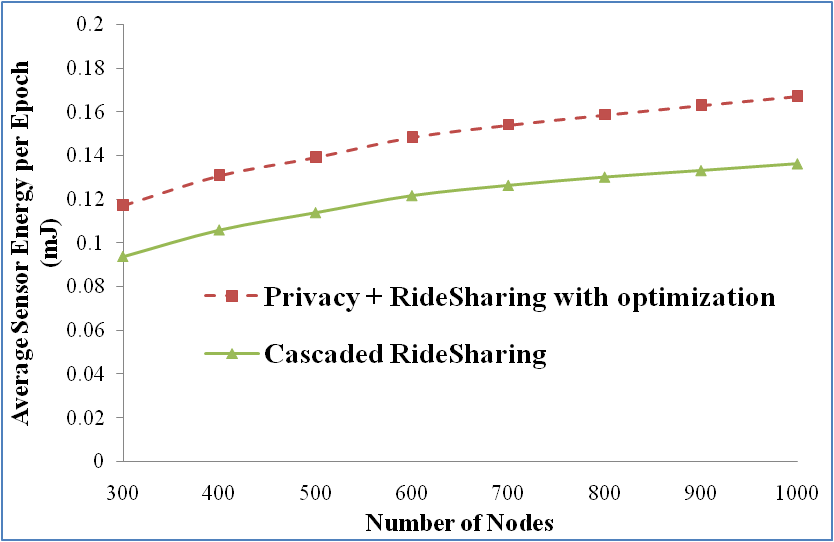 0.2
0.18
0.16
0.14
0.12
0.1
0.08
0.06
0.04
0.02
0
Average Sensor Energy per Epoch
(mJ)
Privacy + RideSharing with optimization
Cascaded RideSharing
300 400 500 600 700 800 900 1000
Number of Nodes